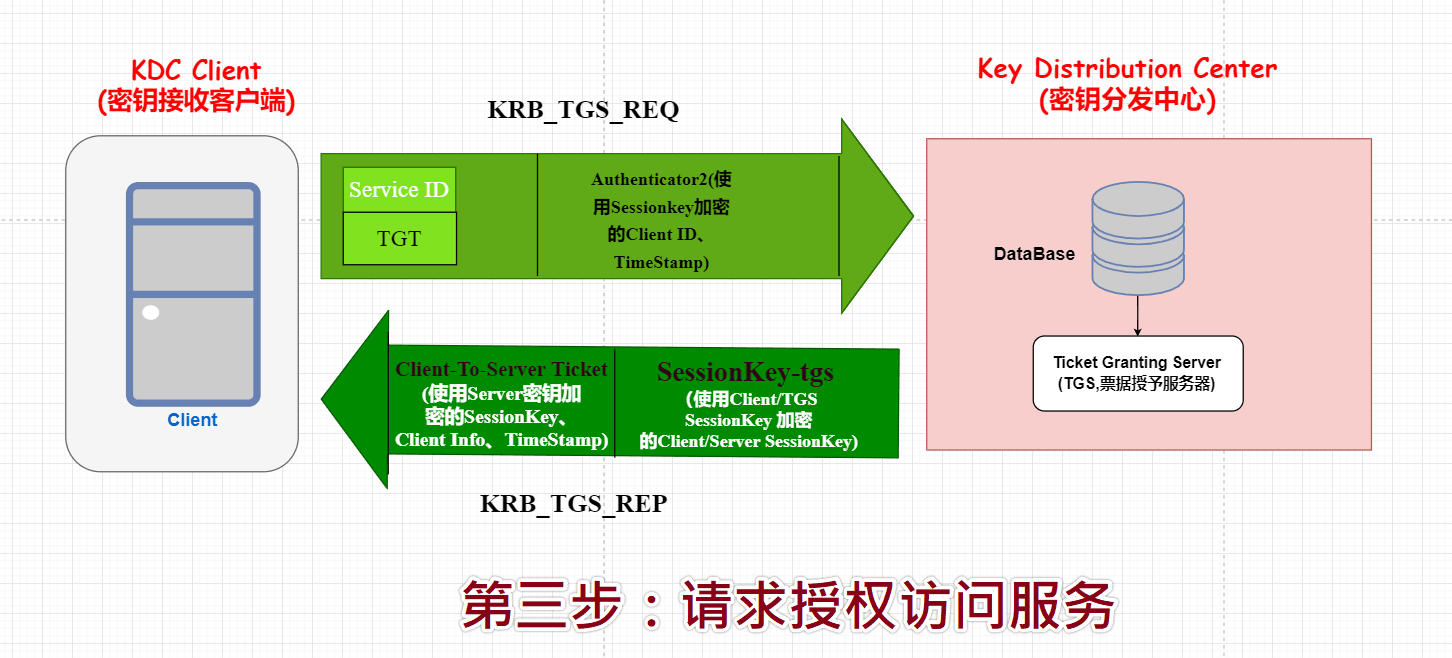 KDC Client
(密钥接收客户端)
Key Distribution Center
(密钥分发中心)
KRB_TGS_REQ
Service ID
TGT
Authenticator2(使
用Sessionkey加密
的Client ID、
TimeStamp)
DataBase
Ticket Granting Server
(TGS,票据授予服务器)
Client
Client-To-Server Ticket
(使用Server密钥加
密的SessionKey、
Client Info、TimeStamp)
SessionKey-tgs
(使用Client/TGS
SessionKey 加密
的Client/Server SessionKey)
KRB_TGS_REP
第三步：请求授权访问服务